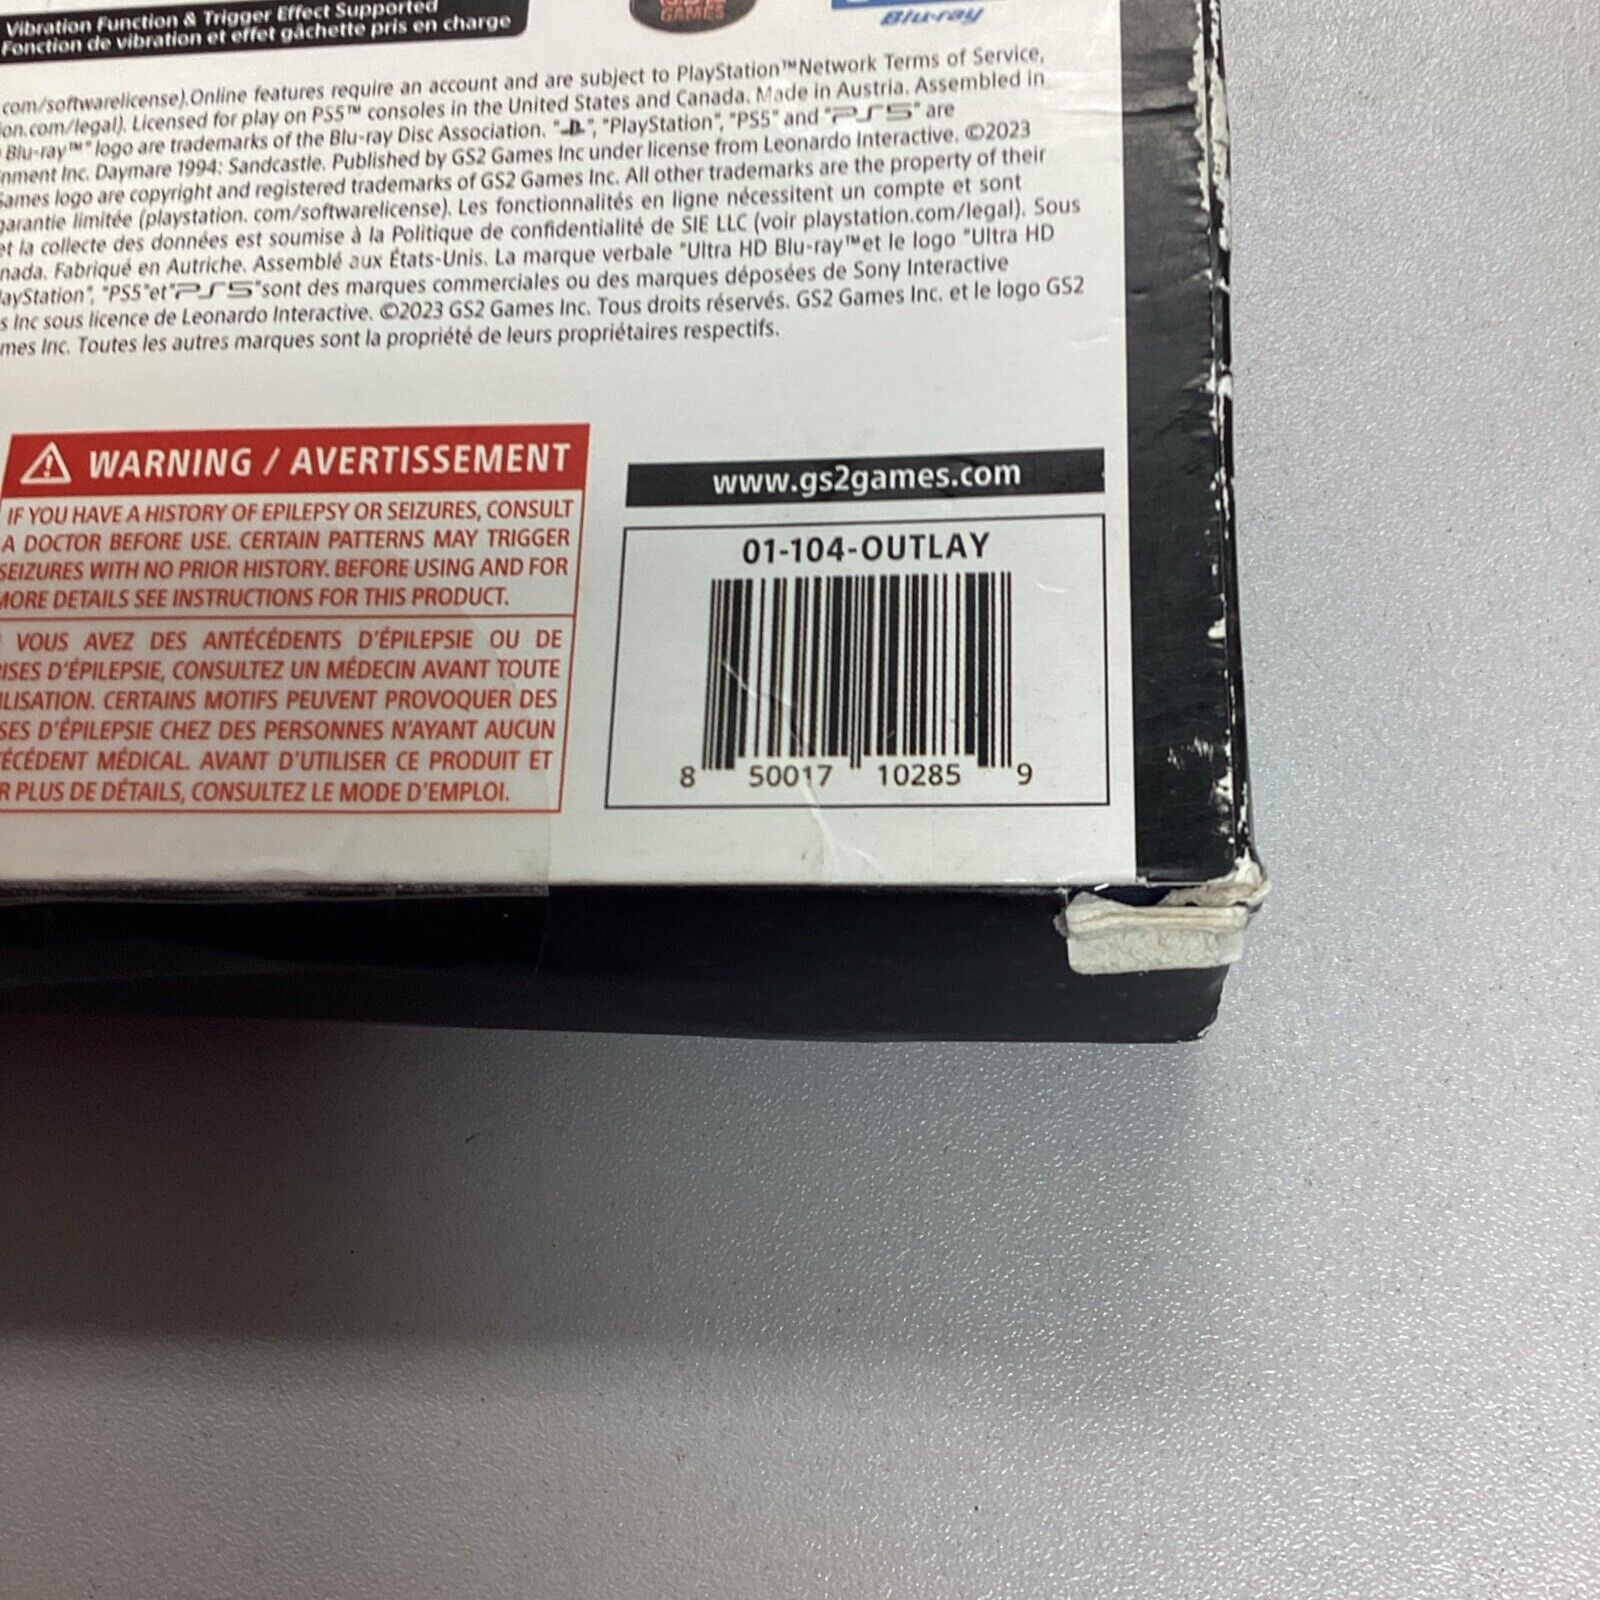 Vibration Function & Trigger Effect Supported
Fonction de vibration et effet gâchette pris en charge
GAMES
Blu-ray
.com/softwarelicense).Online features require an account and are subject to PlayStation™Network Terms of Service,
ion.com/legal). Licensed for play on PS5™ consoles in the United States and Canada. Made in Austria. Assembled in
Blu-ray™" logo are trademarks of the Blu-ray Disc Association. "", "PlayStation", "PS5" and "PS5" are
nment Inc. Daymare 1994: Sandcastle. Published by GS2 Games Inc under license from Leonardo Interactive. ©2023
Games logo are copyright and registered trademarks of GS2 Games Inc. All other trademarks are the property of their
garantie limitée (playstation. com/softwarelicense). Les fonctionnalités en ligne nécessitent un compte et sont
et la collecte des données est soumise à la Politique de confidentialité de SIE LLC (voir playstation.com/legal). Sous
nada. Fabriqué en Autriche. Assemblé aux États-Unis. La marque verbale "Ultra HD Blu-ray™et le logo "Ultra HD
layStation", "PS5"et"PS5"sont des marques commerciales ou des marques déposées de Sony Interactive
s Inc sous licence de Leonardo Interactive. ©2023 GS2 Games Inc. Tous droits réservés. GS2 Games Inc. et le logo GS2
mes Inc. Toutes les autres marques sont la propriété de leurs propriétaires respectifs.
WARNING / AVERTISSEMENT
IF YOU HAVE A HISTORY OF EPILEPSY OR SEIZURES, CONSULT
A DOCTOR BEFORE USE. CERTAIN PATTERNS MAY TRIGGER
SEIZURES WITH NO PRIOR HISTORY. BEFORE USING AND FOR
MORE DETAILS SEE INSTRUCTIONS FOR THIS PRODUCT.
VOUS AVEZ DES ANTÉCÉDENTS D'ÉPILEPSIE OU DE
RISES D'ÉPILEPSIE, CONSULTEZ UN MÉDECIN AVANT TOUTE
ILISATION. CERTAINS MOTIFS PEUVENT PROVOQUER DES
SES D'ÉPILEPSIE CHEZ DES PERSONNES N'AYANT AUCUN
ÉCÉDENT MÉDICAL. AVANT D'UTILISER CE PRODUIT ET
R PLUS DE DÉTAILS, CONSULTEZ LE MODE D'EMPLOI.
www.gs2games.com
01-104-OUTLAY
8 50017 10285 9